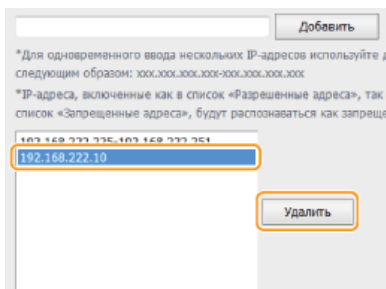 Добавить
*Для одновременного ввода нескольких IP-адресов используйте
следующим образом: xxx.xxx.xxx.xxx-xxx.xxx.xxx.xxx
*IP-адреса, включенные как в список «Разрешенные адреса», так
список «Запрещенные адреса», будут распознаваться как запреще
192.168.222.225-192.168.222.251
192.168.222.10
Удалить